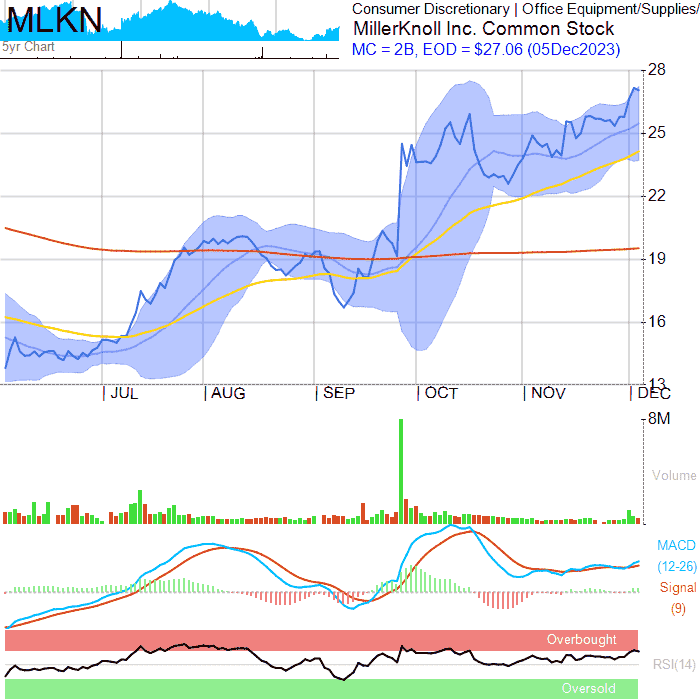 MLKN
5yr Chart
Consumer Discretionary | Office Equipment/Supplies/
MillerKnoll Inc. Common Stock
MC = 2B, EOD = $27.06 (05Dec2023)
28
25
22
19
16
13
JUL AUG SEP OCT NOV DEC
8M
Volume
MACD
(12-26)
Signal
(9)
Overbought
RSI(14)
Oversold